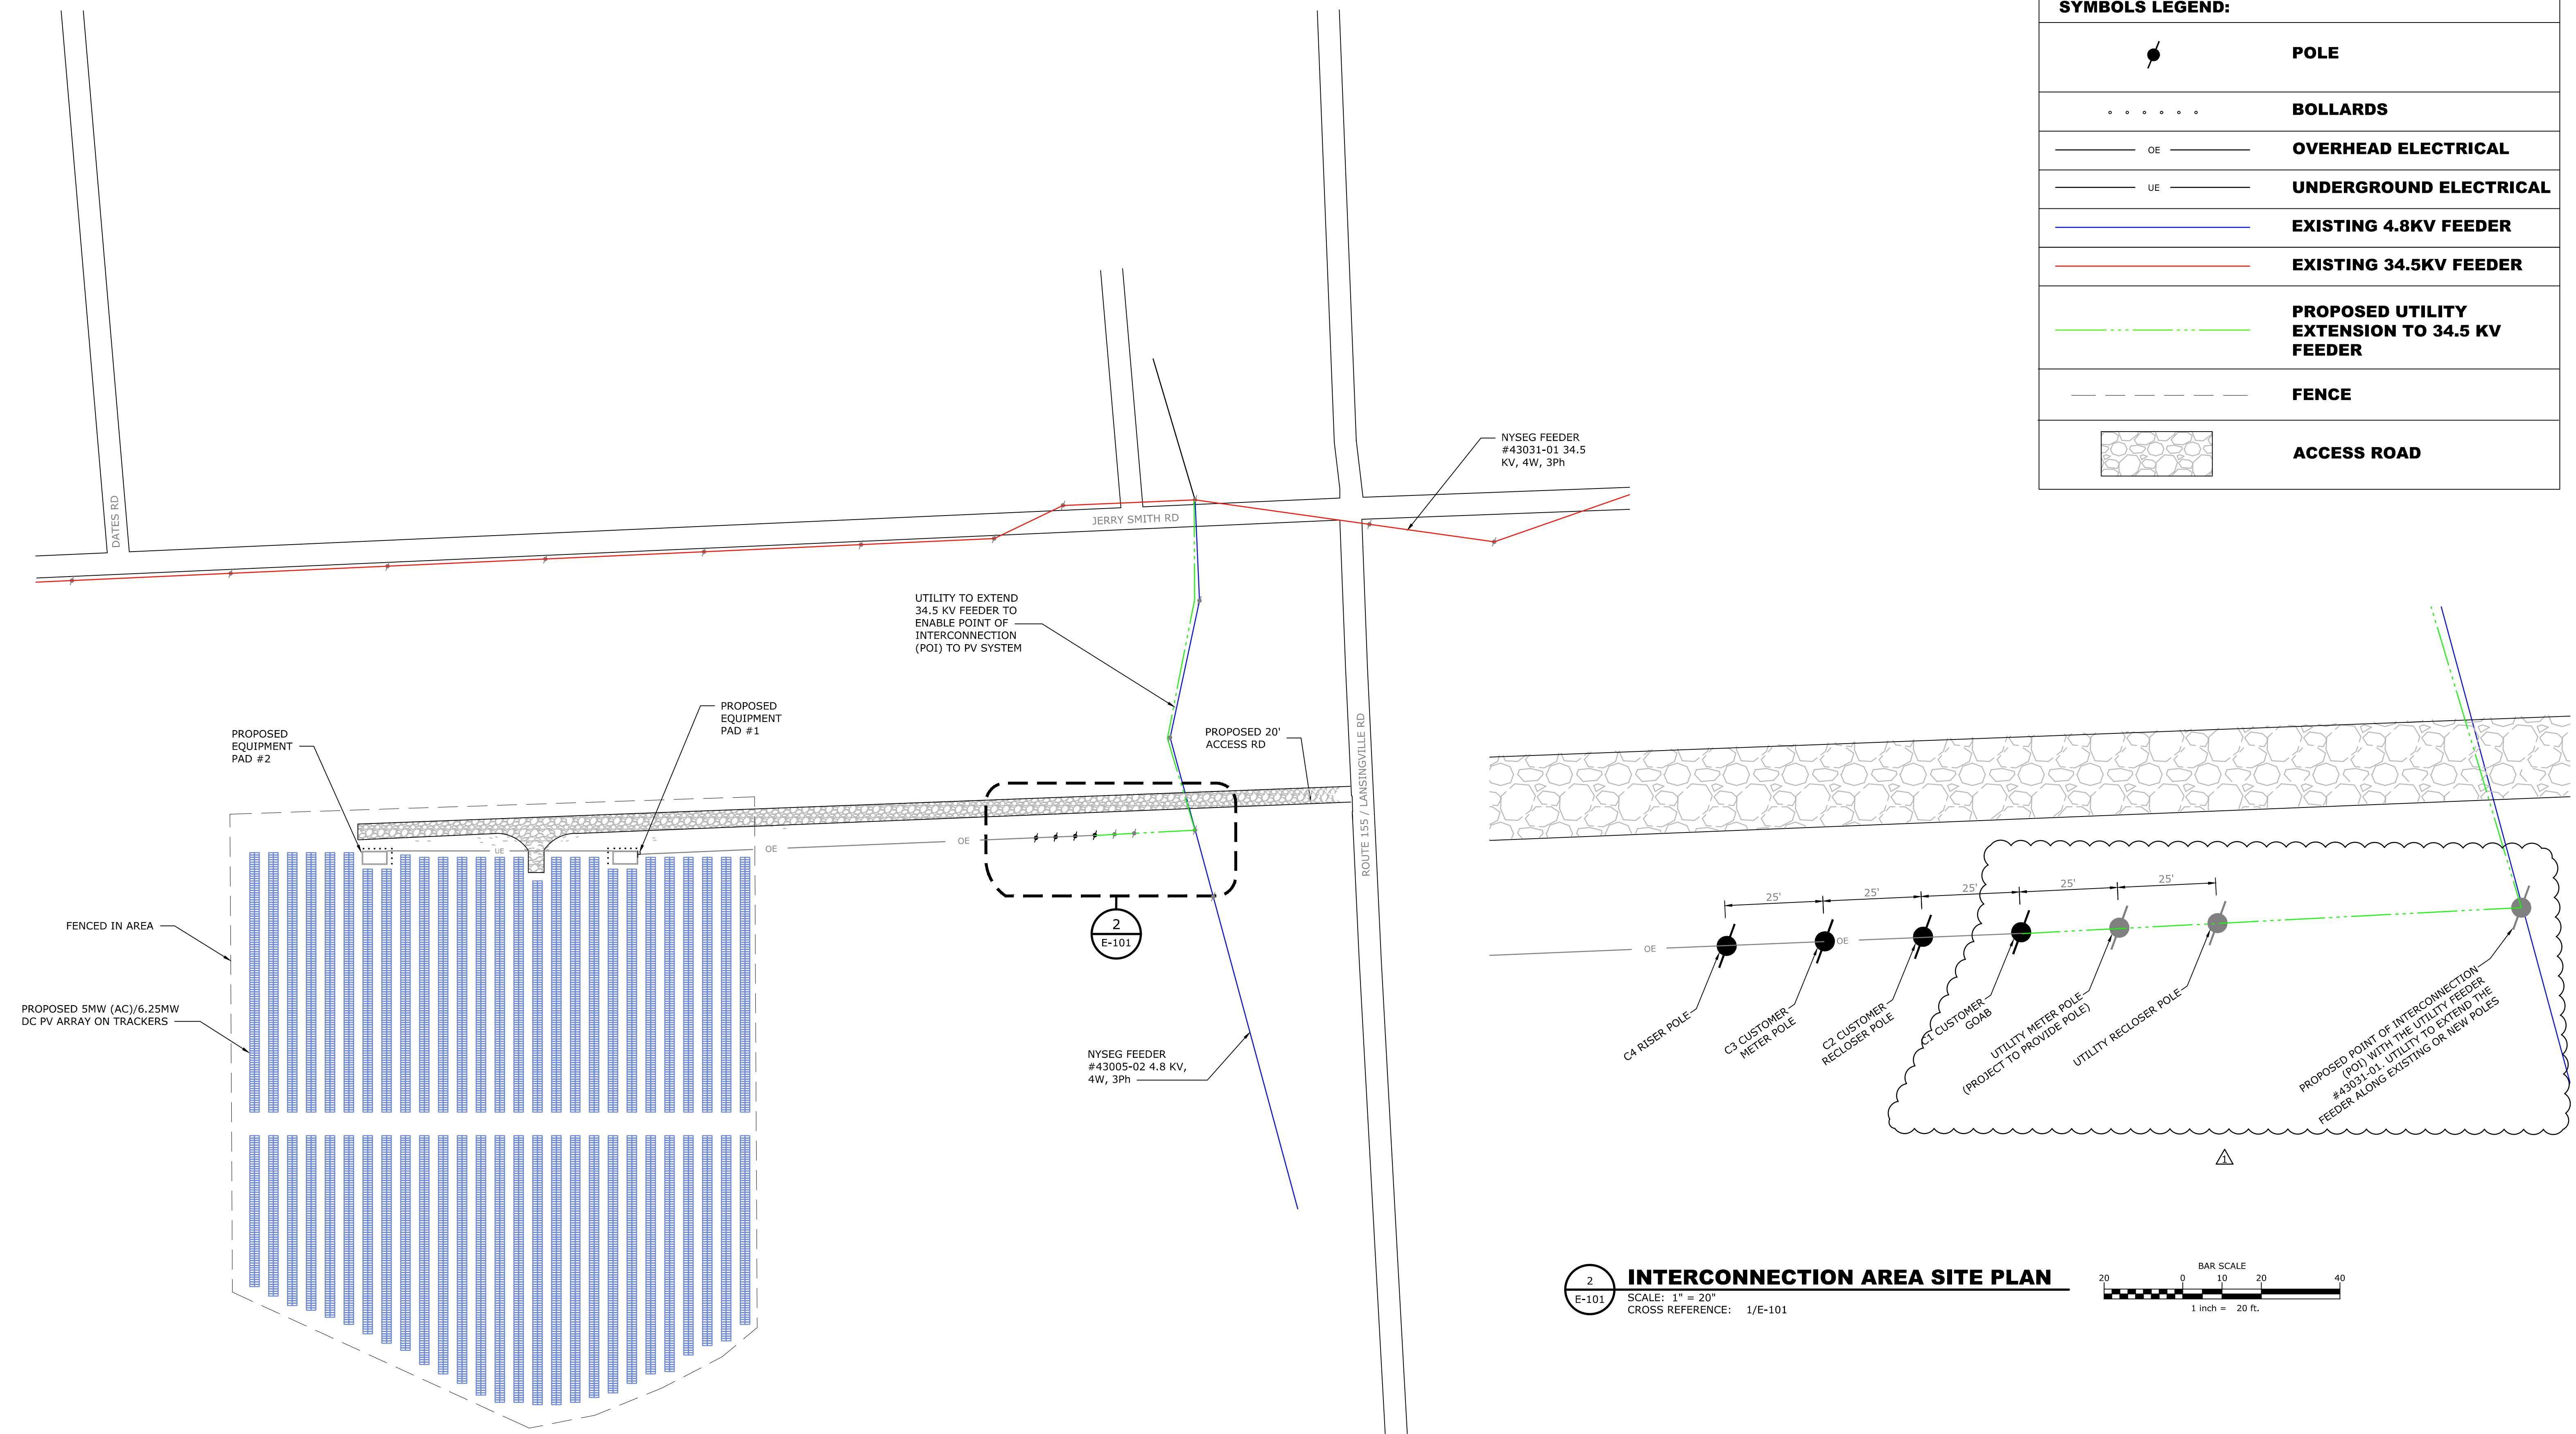 SYMBOLS LEGEND:
POLE
BOLLARDS
OE
OVERHEAD ELECTRICAL
UE
UNDERGROUND ELECTRICAL
EXISTING 4.8KV FEEDER
EXISTING 34.5KV FEEDER
PROPOSED UTILITY
EXTENSION TO 34.5 KV
FEEDER
FENCE
ACCESS ROAD
DATES RD
JERRY SMITH RD
NYSEG FEEDER
#43031-01 34.5
KV, 4W, 3Ph
UTILITY TO EXTEND
34.5 KV FEEDER TO
ENABLE POINT OF
INTERCONNECTION
(POI) TO PV SYSTEM
PROPOSED
EQUIPMENT
PAD #1
PROPOSED
EQUIPMENT
PAD #2
PROPOSED 20'
ACCESS RD
ROUTE 155 / LANSINGVILLE RD
UE
OE
OE
2
E-101
FENCED IN AREA
PROPOSED 5MW (AC)/6.25MW
DC PV ARRAY ON TRACKERS
NYSEG FEEDER
#43005-02 4.8 KV,
4W, 3Ph
25'
25'
25'
25'
25'
OE
OE
C4 RISER POLE
C3 CUSTOMER
METER POLE
C2 CUSTOMER
RECLOSER POLE
C1 CUSTOMER
GOAB
UTILITY METER POLE
(PROJECT TO PROVIDE POLE)
UTILITY RECLOSER POLE
PROPOSED POINT OF INTERCONNECTION
(POI) WITH THE UTILITY FEEDER
#43031-01. UTILITY TO EXTEND THE
FEEDER ALONG EXISTING OR NEW POLES
1
2
E-101
INTERCONNECTION AREA SITE PLAN
SCALE: 1" = 20"
CROSS REFERENCE: 1/E-101
BAR SCALE
20 0 10 20 40
1 inch = 20 ft.